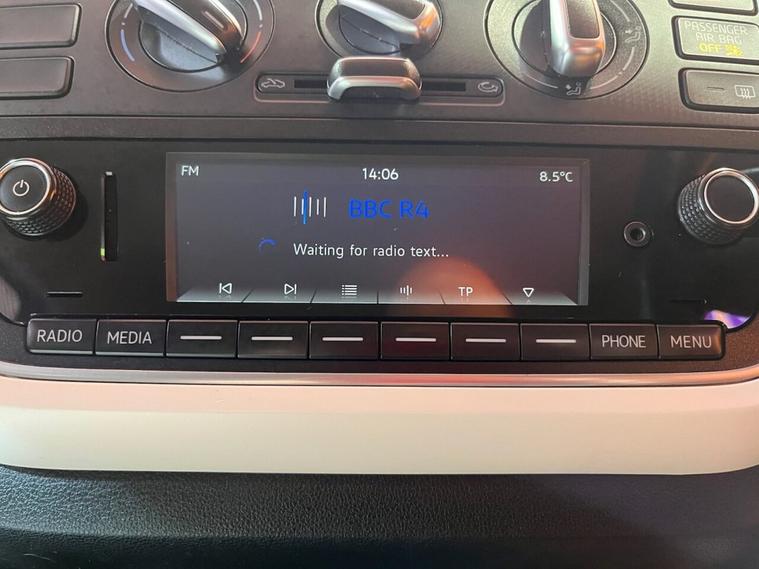 PASSENGER
AIR BAG
OFF
FM
14:06
8.5°C
BBC R4
Waiting for radio text...
TP
RADIO
MEDIA
PHONE
MENU